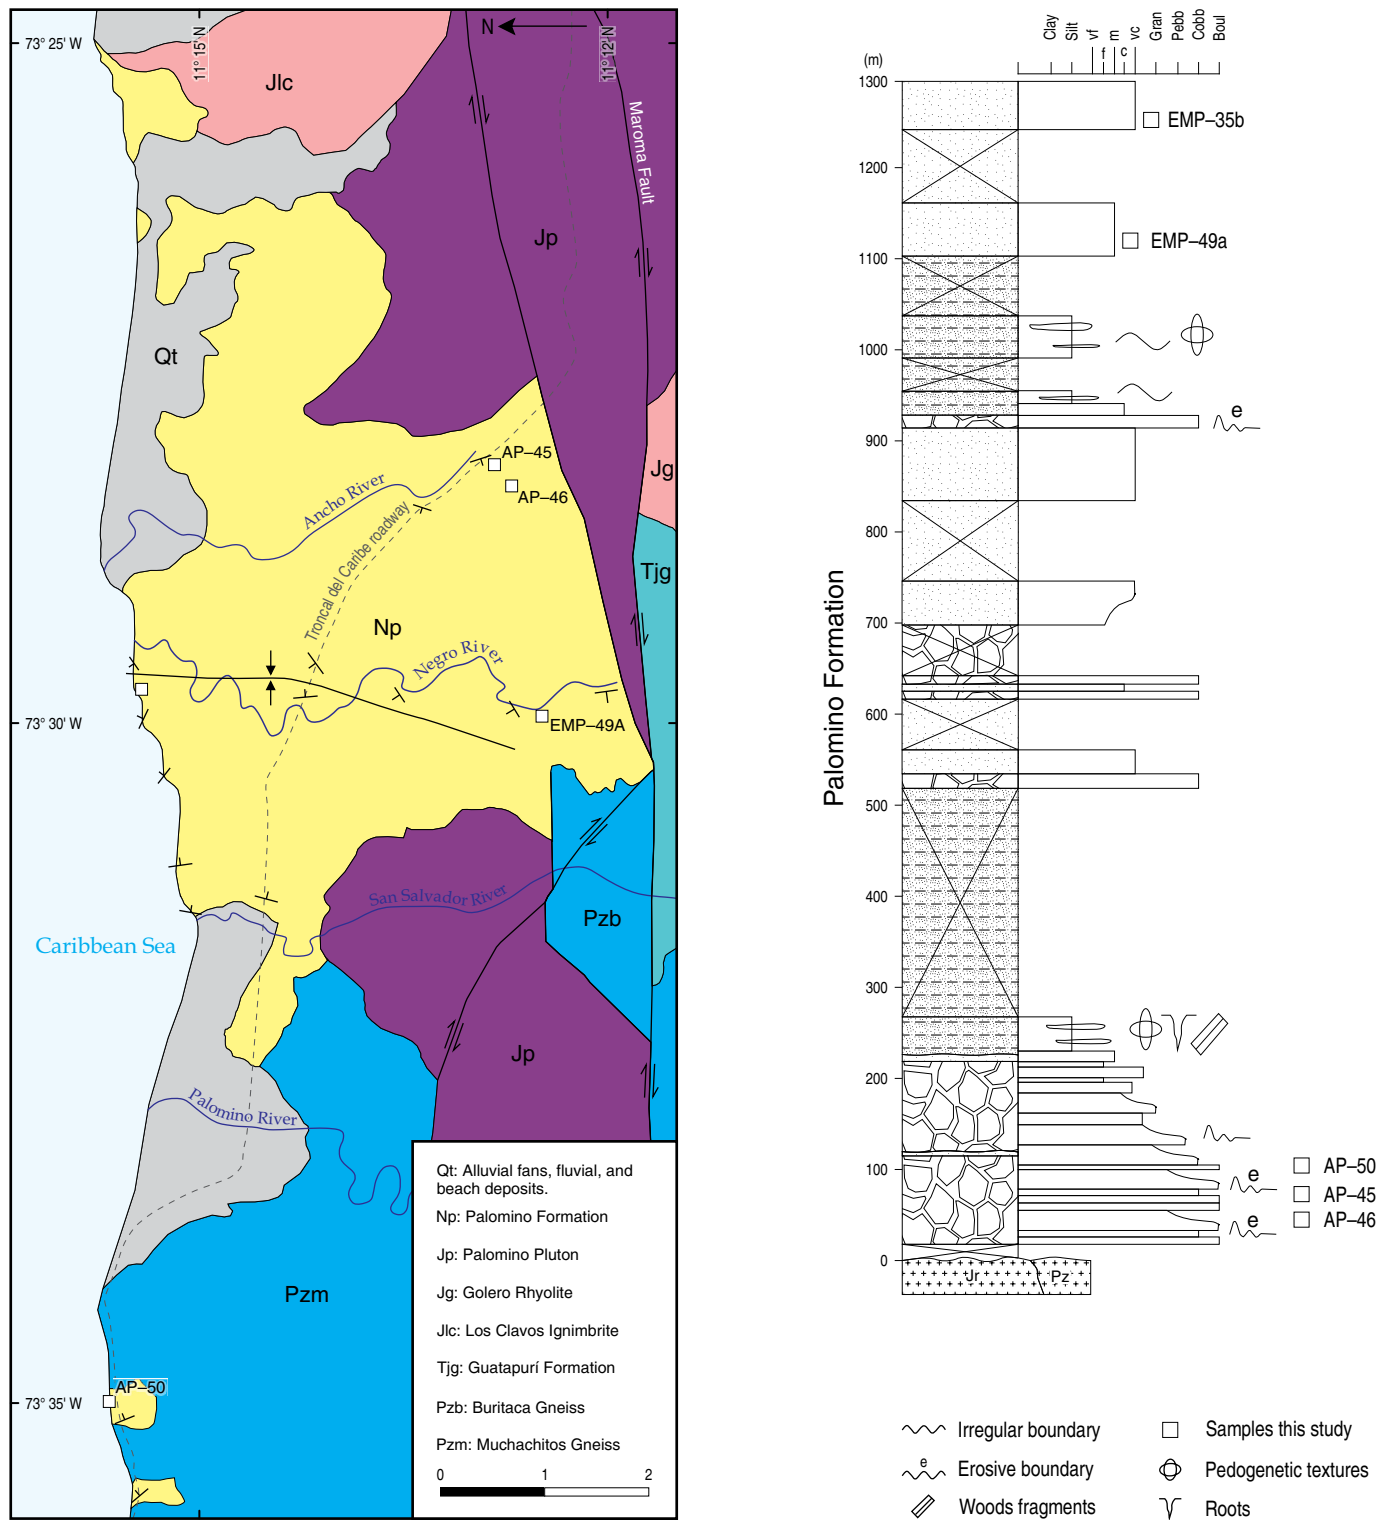 73° 25' W
11° 15' N
N
11° 12' N
Jlc
Maroma Fault
Jp
Qt
Jg
AP–45
AP–46
Ancho River
Troncal del Caribe roadway
Tjg
Np
Negro River
73° 30' W
EMP–49A
San Salvador River
Pzb
Caribbean Sea
Jp
Palomino River
Pzm
AP–50
73° 35' W
Qt: Alluvial fans, fluvial, and
beach deposits.
Np: Palomino Formation
Jp: Palomino Pluton
Jg: Golero Rhyolite
Jlc: Los Clavos Ignimbrite
Tjg: Guatapurí Formation
Pzb: Buritaca Gneiss
Pzm: Muchachitos Gneiss
0 1 2
(m)
Clay Silt vf f m c vc Gran Pebb Cobb Boul
1300
EMP–35b
1200
EMP–49a
1100
1000
e
900
800
700
Palomino Formation
600
500
400
300
200
100
AP–50
e
AP–45
e
AP–46
0
Jr Pz
Irregular boundary
Samples this study
e
Erosive boundary
Pedogenetic textures
Woods fragments
Roots